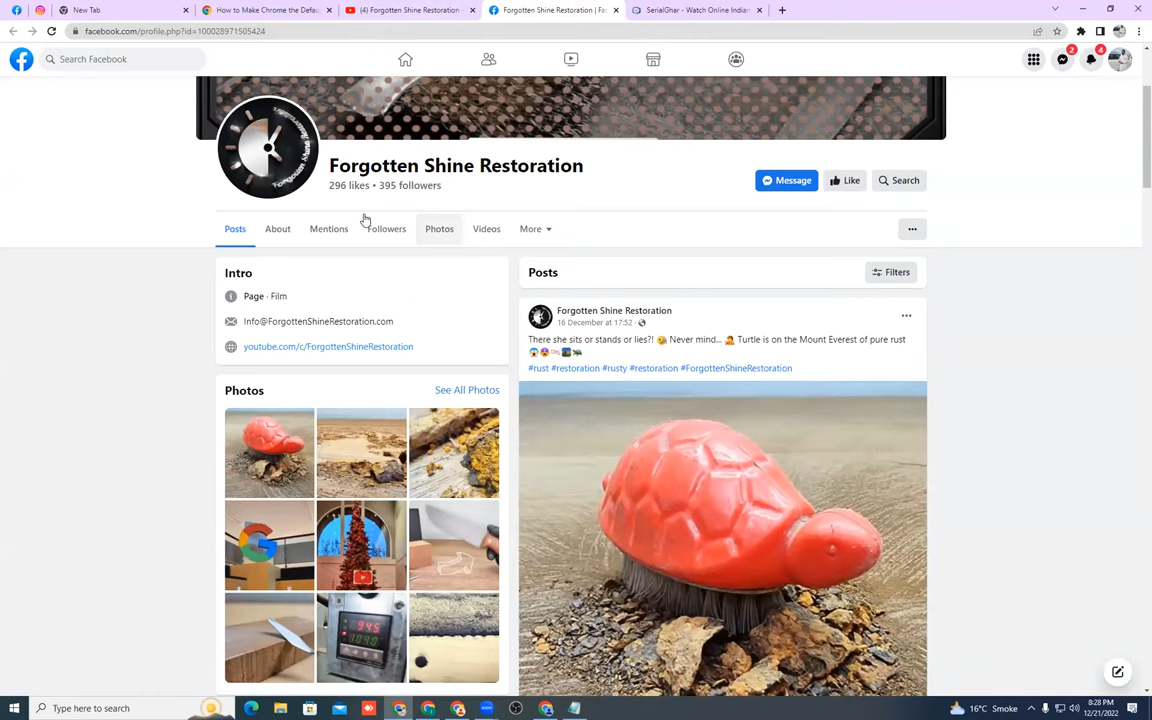 New Tab
How to Make Chrome the Defau
(4) Forgotten Shine Restoration
Forgotten Shine Restoration | Fac
SerialGhar - Watch Online Indian
facebook.com/profile.php?id=100028971505424
Search Facebook
2
4
Forgotten Shine Restoration
296 likes • 395 followers
Message
Like
Search
Posts
About
Mentions
Followers
Photos
Videos
More
Intro
Page · Film
Info@ForgottenShineRestoration.com
youtube.com/c/ForgottenShineRestoration
Photos
See All Photos
945
1040
Posts
Filters
Forgotten Shine Restoration
16 December at 17:52 ·
There she sits or stands or lies?! 🧐 Never mind... 🤦 Turtle is on the Mount Everest of pure rust
#rust #restoration #rusty #restoration #ForgottenShineRestoration
Type here to search
16°C Smoke
8:28 PM
12/21/2022